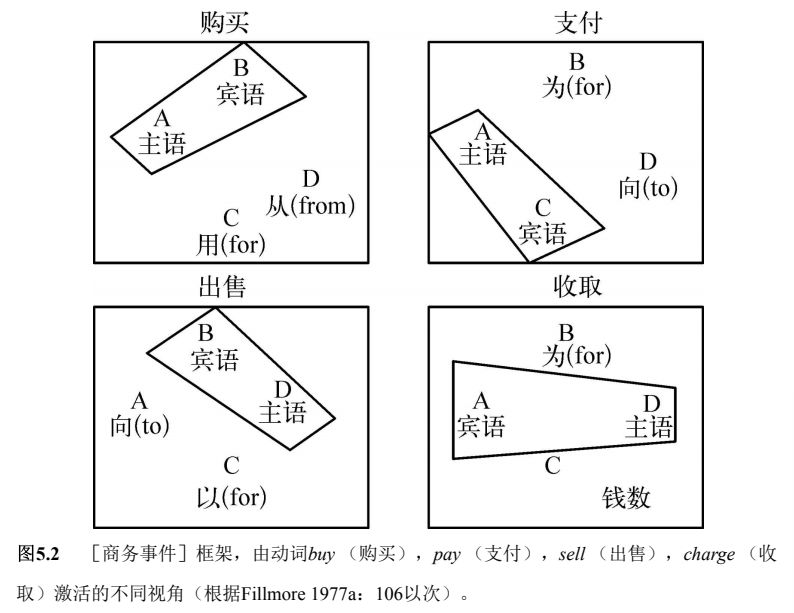 购买
B
宾语
A
主语
D
从(from)
C
用(for)
支付
B
为(for)
A
主语
D
向(to)
C
宾语
出售
B
宾语
D
主语
A
向(to)
C
以(for)
收取
B
为(for)
A
宾语
D
主语
C
钱数
图5.2 ［商务事件］框架，由动词buy（购买），pay（支付），sell（出售），charge（收
取）激活的不同视角（根据Fillmore 1977a：106以次）。